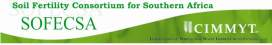 Soil Fertility Consortium for Southern Africa
SOFECSA
CIMMYT